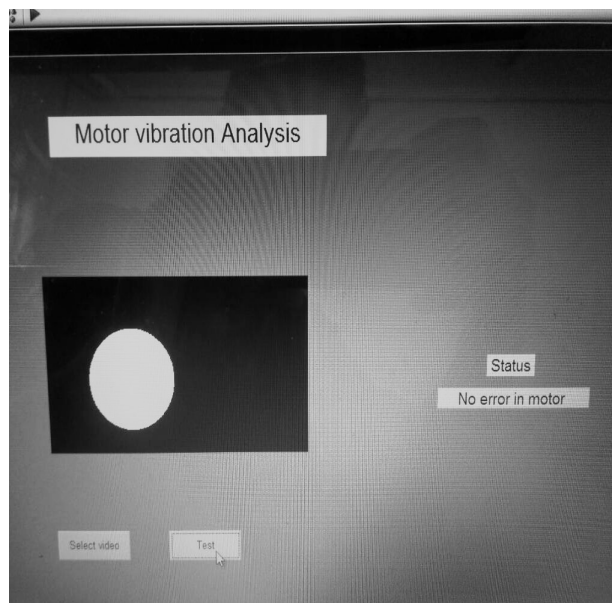 Motor vibration Analysis
Status
No error in motor
Select video
Test